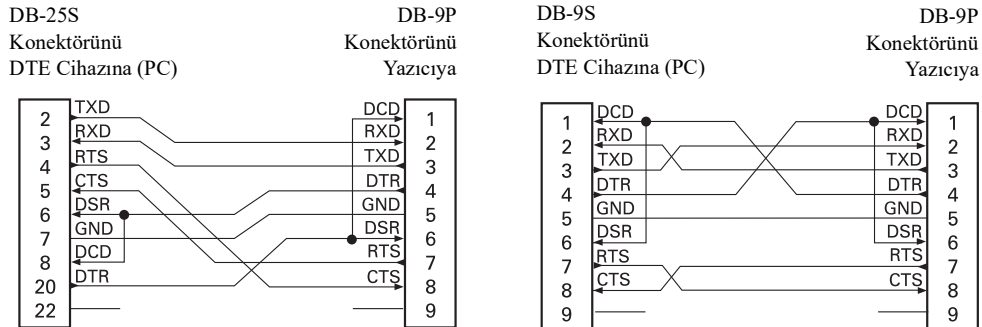 DB-25S
Konektörünü
DTE Cihazına (PC)
DB-9P
Konektörünü
Yazıcıya
2 TXD
3 RXD
4 RTS
5 CTS
6 DSR
7 GND
8 DCD
20 DTR
22
DCD 1
RXD 2
TXD 3
DTR 4
GND 5
DSR 6
RTS 7
CTS 8
9
DB-9S
Konektörünü
DTE Cihazına (PC)
DB-9P
Konektörünü
Yazıcıya
1 DCD
2 RXD
3 TXD
4 DTR
5 GND
6 DSR
7 RTS
8 CTS
9
DCD 1
RXD 2
TXD 3
DTR 4
GND 5
DSR 6
RTS 7
CTS 8
9